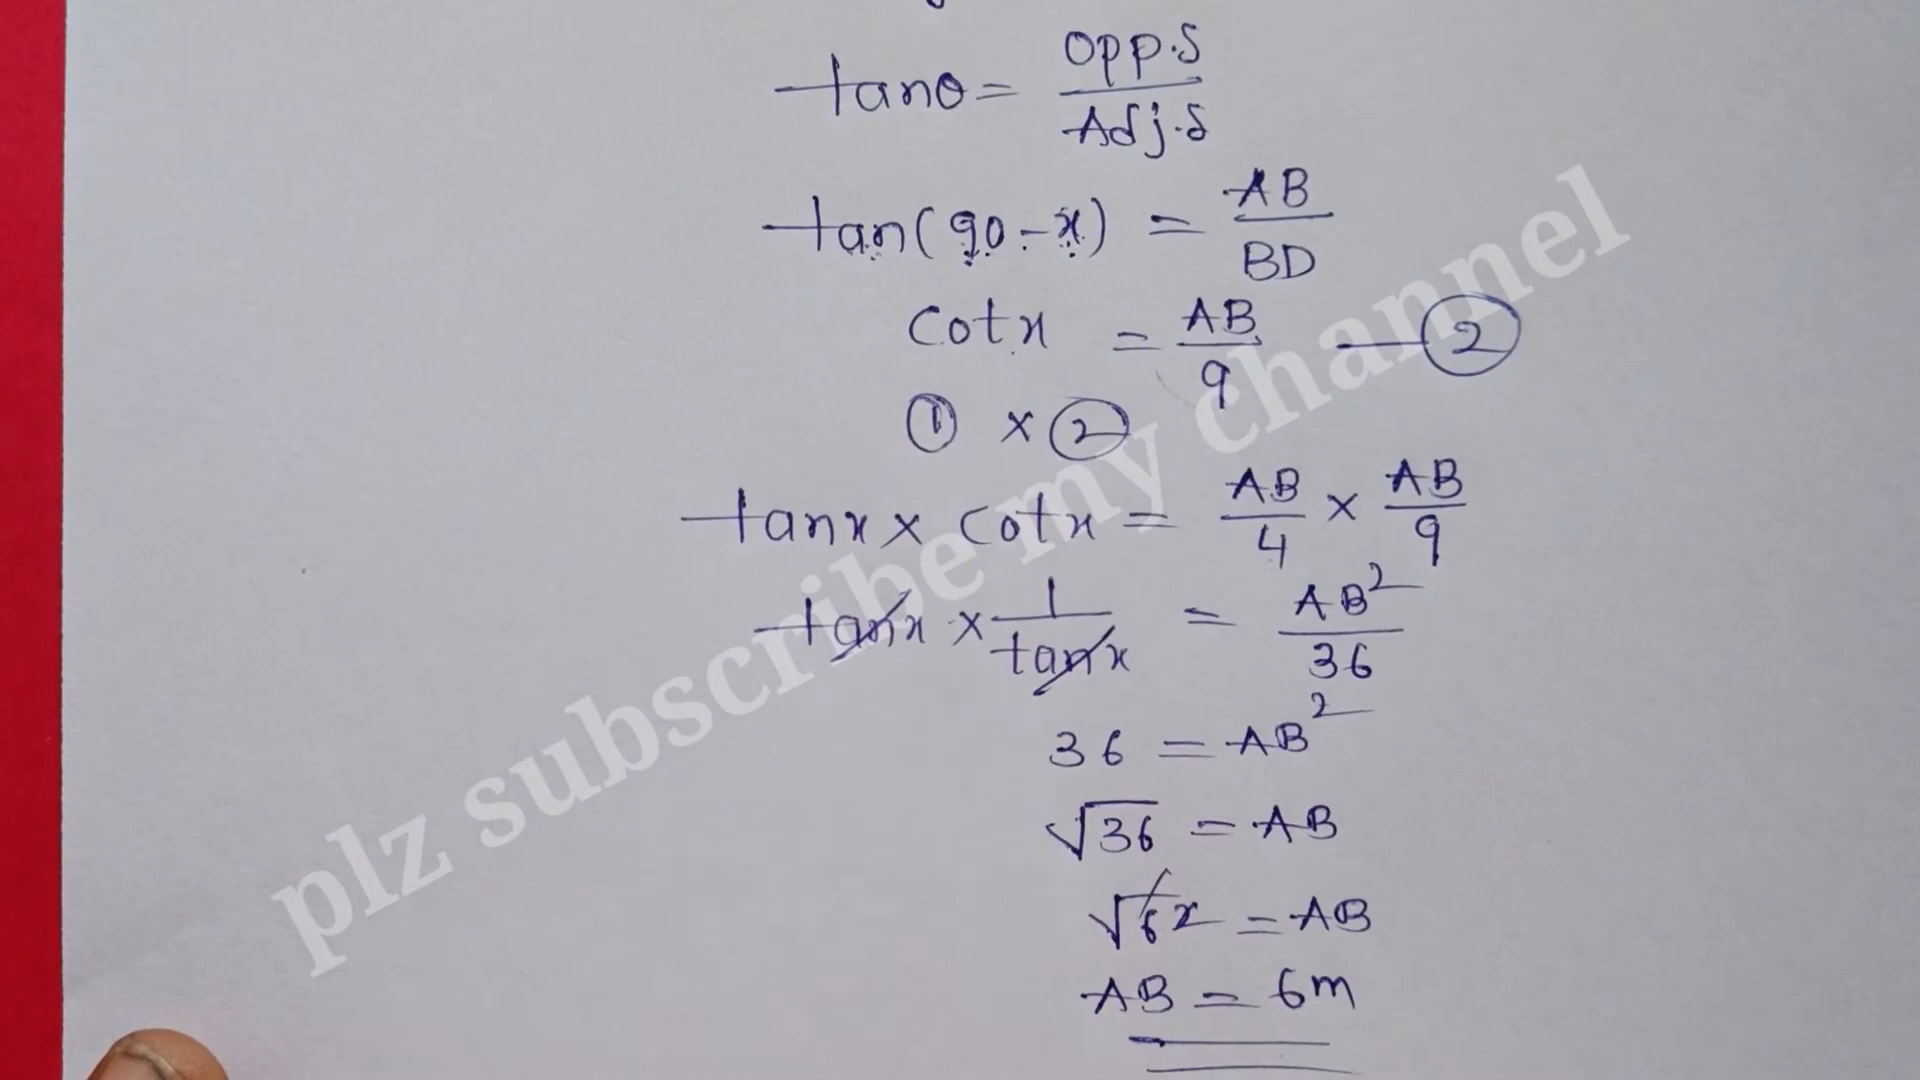 tanθ = Opp.S / Adj.S
tan(90-x) = AB / BD
Cotx = AB / 9 — ②
① × ②
tanx × Cotx = AB / 4 × AB / 9
tanx × 1 / tanx = AB² / 36
36 = AB²
√36 = AB
√6² = AB
AB = 6m
plz subscribe my channel